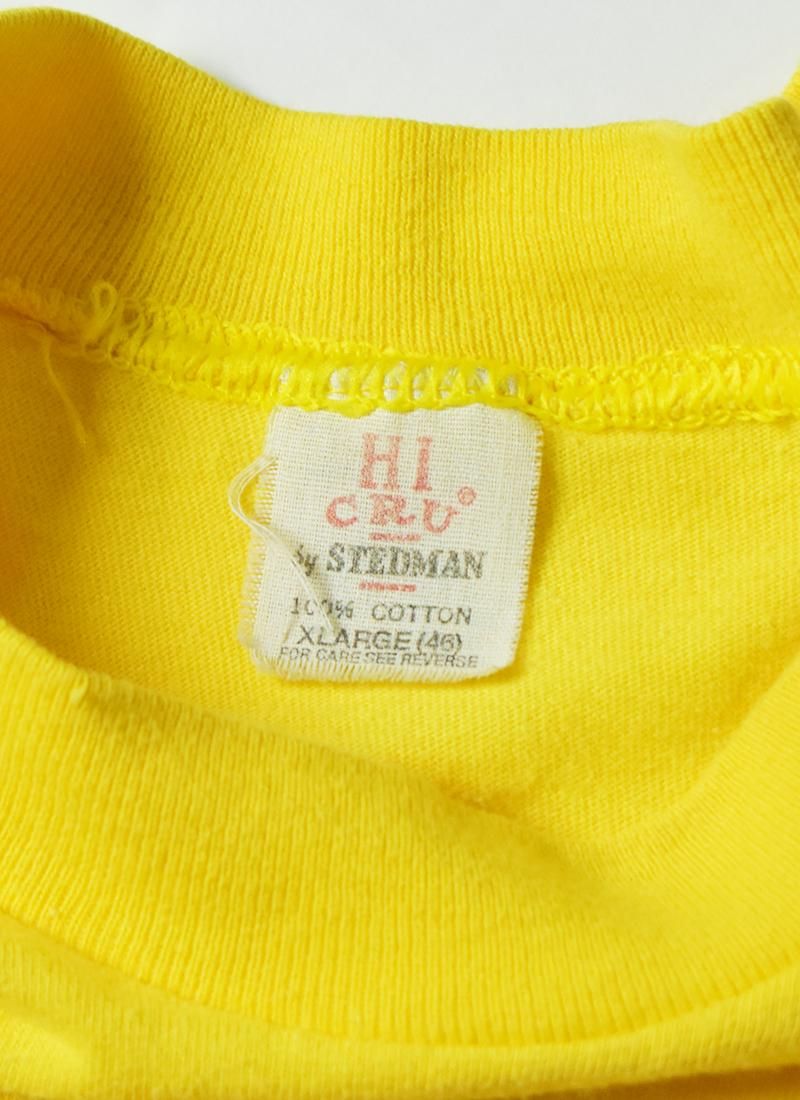 HI
CRU®
by STEDMAN
100% COTTON
XLARGE (46)
FOR CARE SEE REVERSE